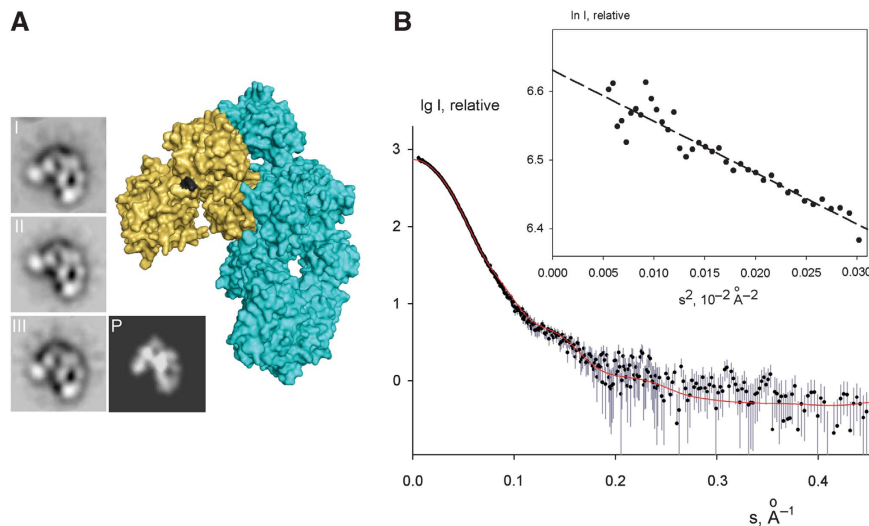 A
I
II
III
P
B
lg I, relative
3
2
1
0
0.0
0.1
0.2
0.3
0.4
s, Å⁻¹
ln I, relative
6.6
6.5
6.4
0.000
0.005
0.010
0.015
0.020
0.025
0.030
s², 10⁻² Å⁻²